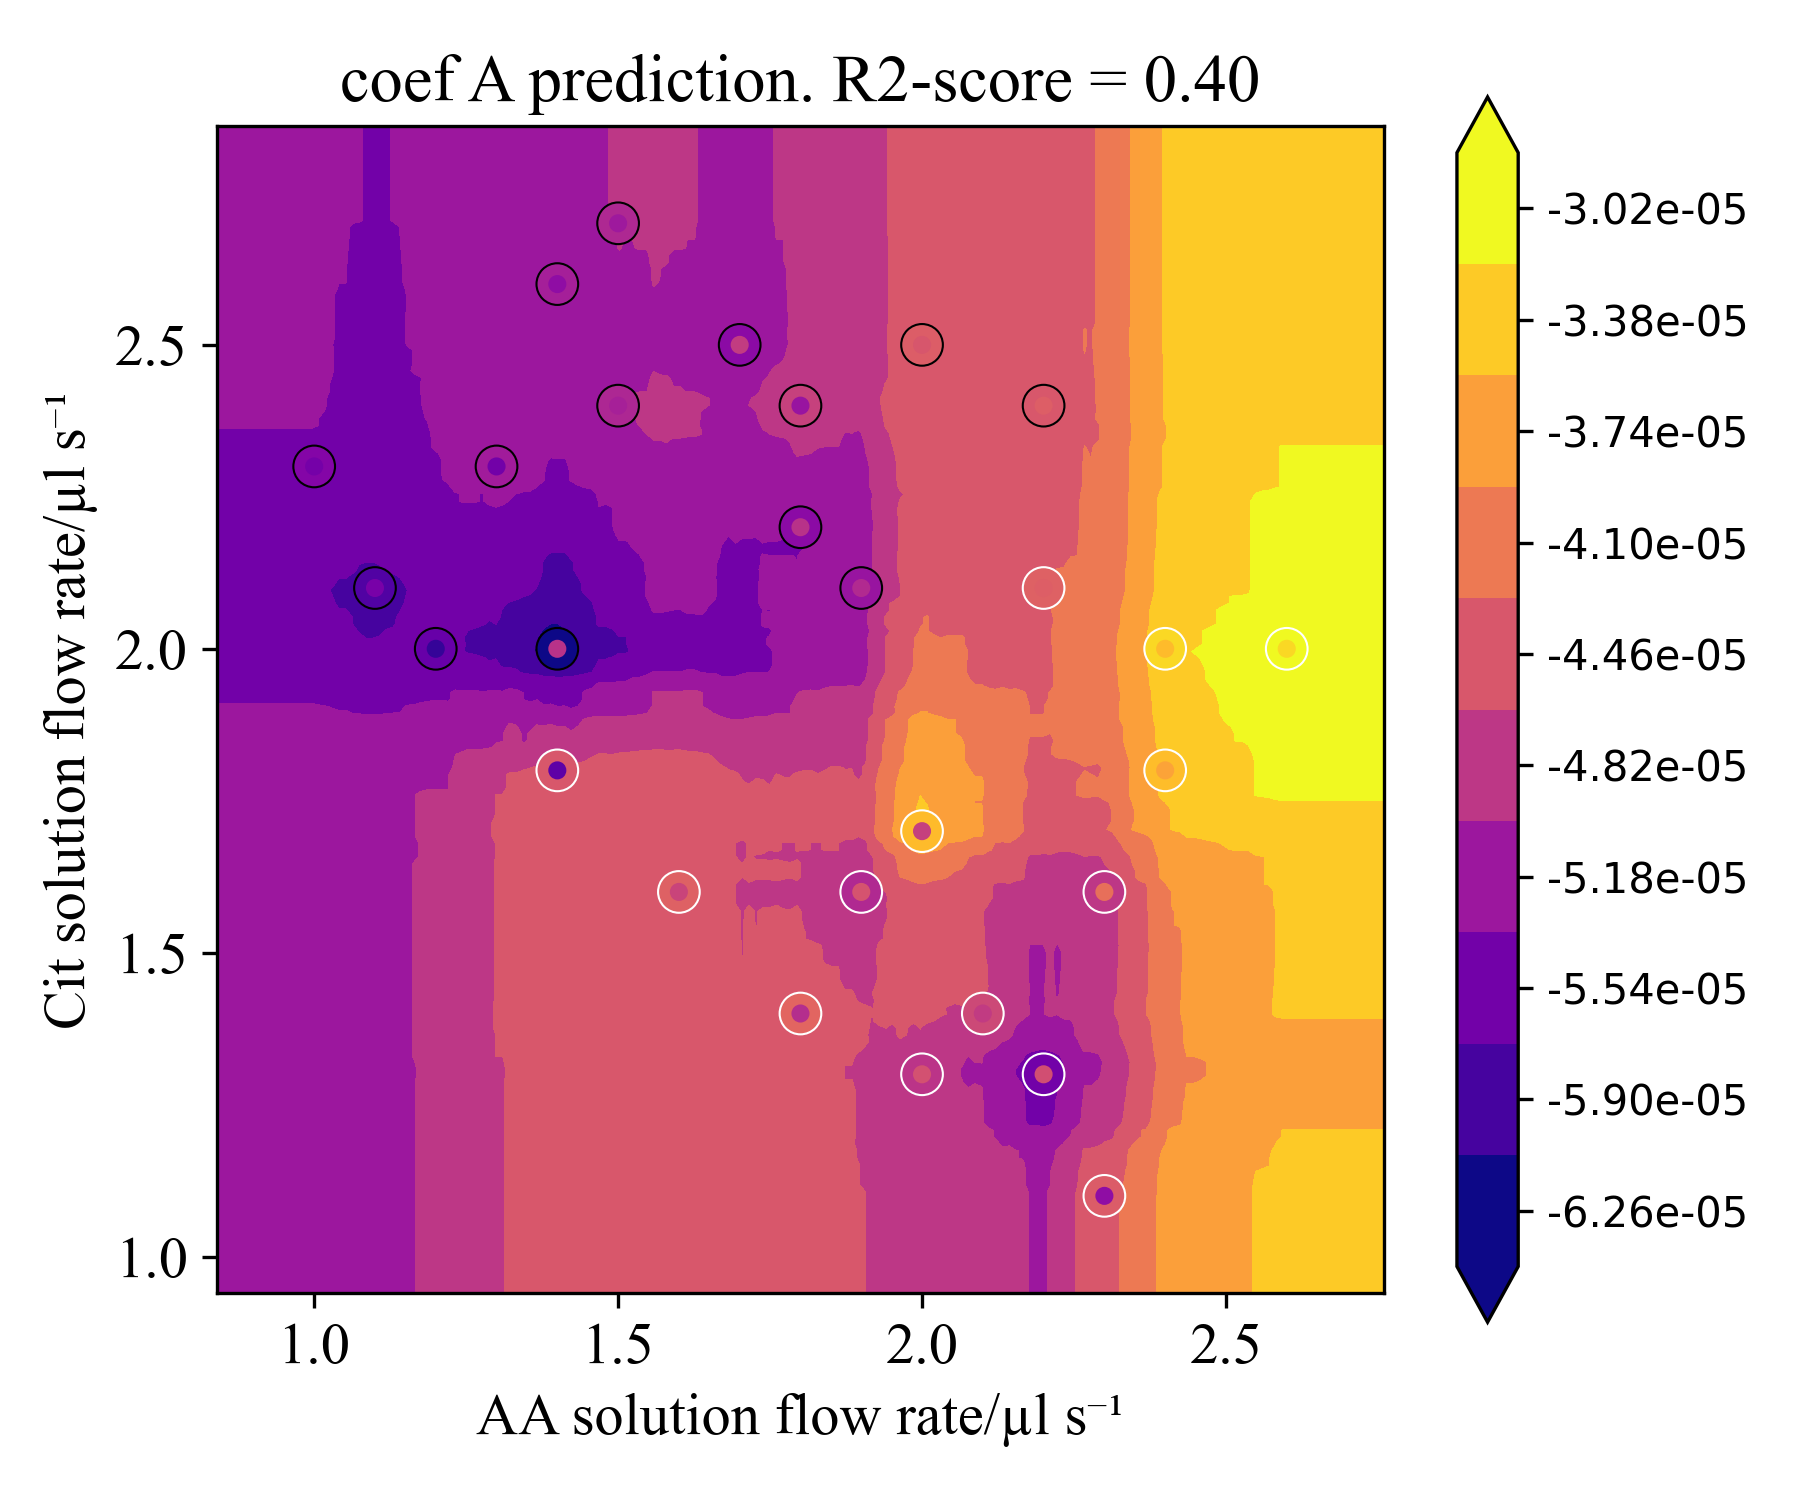 coef A prediction. R2-score = 0.40
Cit solution flow rate/µl s⁻¹
2.5
2.0
1.5
1.0
1.0 1.5 2.0 2.5
AA solution flow rate/µl s⁻¹
-3.02e-05
-3.38e-05
-3.74e-05
-4.10e-05
-4.46e-05
-4.82e-05
-5.18e-05
-5.54e-05
-5.90e-05
-6.26e-05